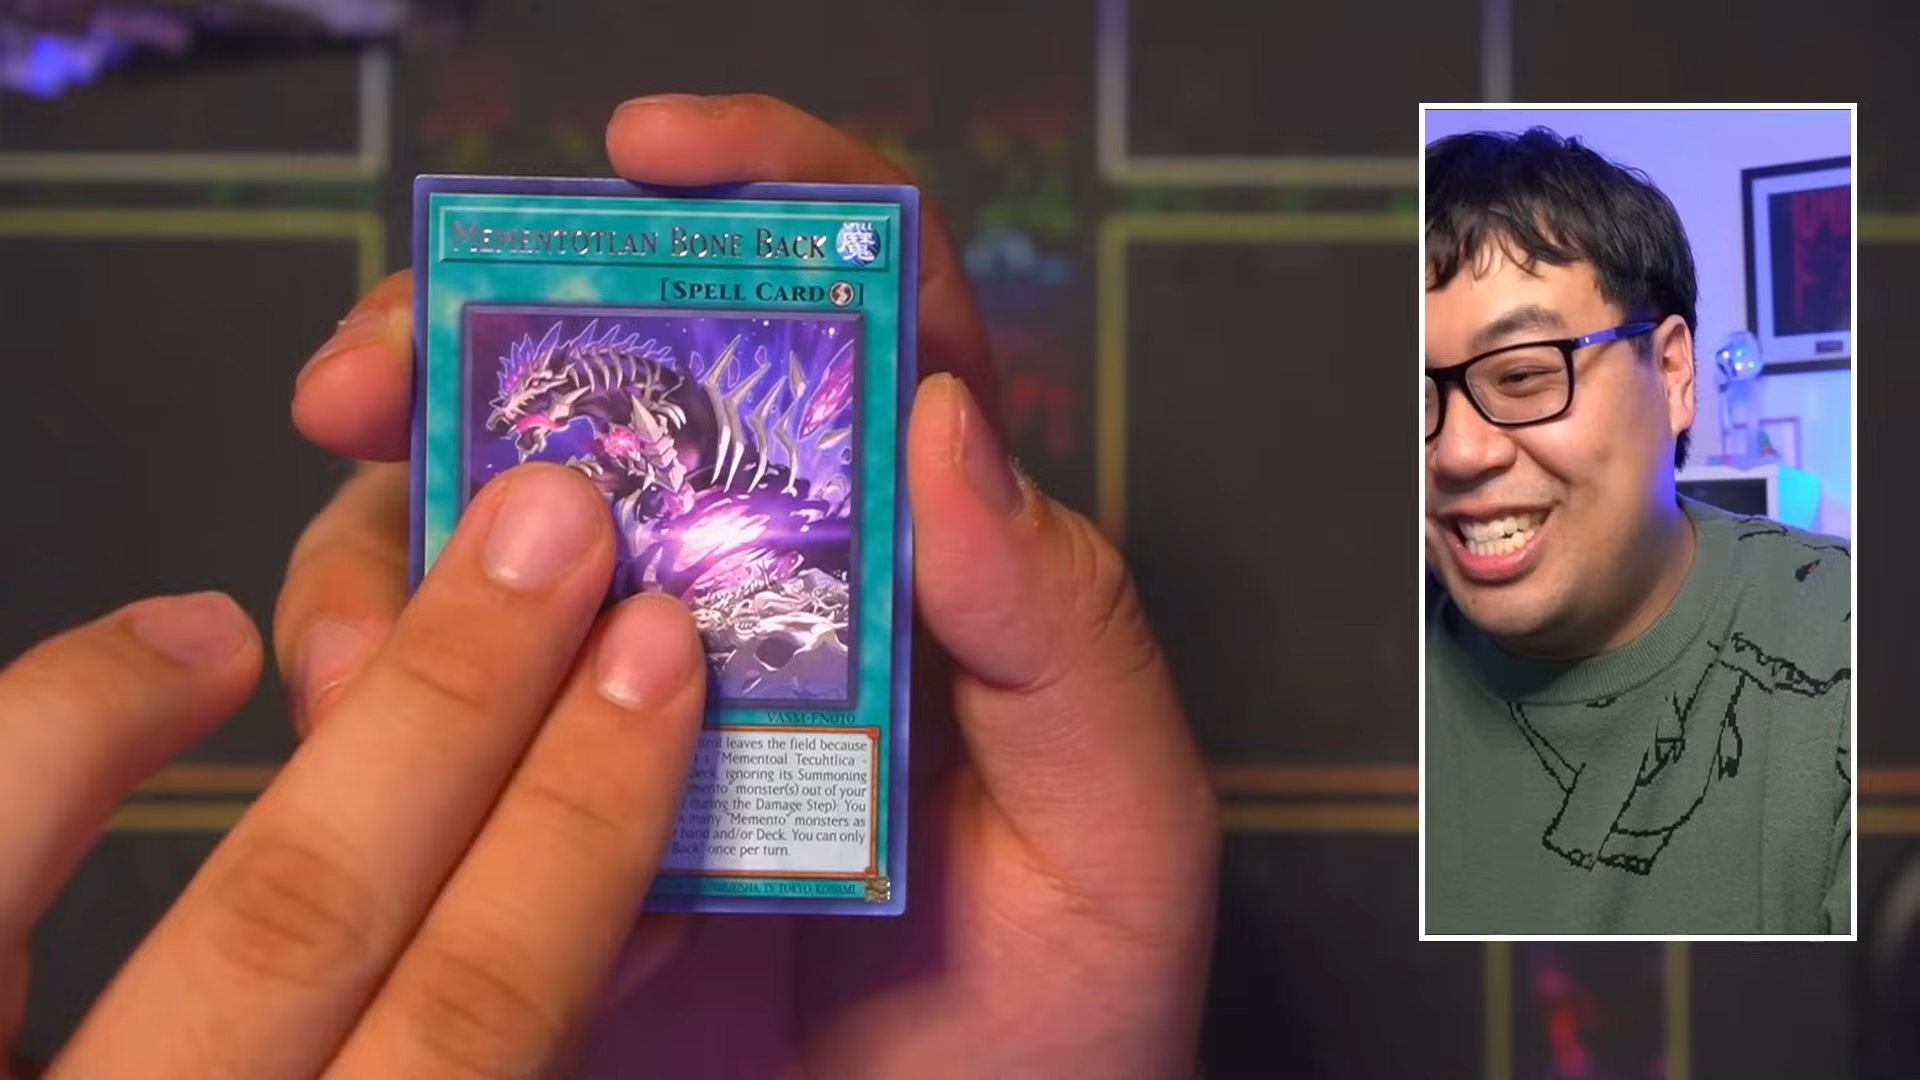 MEMENTOTLAN BONE BACK
SPELL
魔
[SPELL CARD]
VASM-EN010
leaves the field because
"Mementoal Tecuhtlica -
Deck, ignoring its Summoning
monster(s) out of your
during the Damage Step): You
many "Memento" monsters as
hand and/or Deck. You can only
Back" once per turn.
TV TOKYO, KONAMI